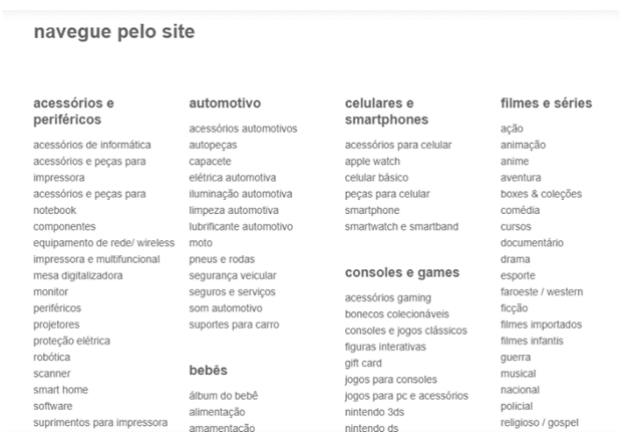 navegue pelo site
acessórios e
periféricos
acessórios de informática
acessórios e peças para
impressora
acessórios e peças para
notebook
componentes
equipamento de rede/ wireless
impressora e multifuncional
mesa digitalizadora
monitor
periféricos
projetores
proteção elétrica
robótica
scanner
smart home
software
suprimentos para impressora
automotivo
acessórios automotivos
autopeças
capacete
elétrica automotiva
iluminação automotiva
limpeza automotiva
lubrificante automotivo
moto
pneus e rodas
segurança veicular
seguros e serviços
som automotivo
suportes para carro
bebês
álbum do bebê
alimentação
amamentação
celulares e
smartphones
acessórios para celular
apple watch
celular básico
peças para celular
smartphone
smartwatch e smartband
consoles e games
acessórios gaming
bonecos colecionáveis
consoles e jogos clássicos
figuras interativas
gift card
jogos para consoles
jogos para pc e acessórios
nintendo 3ds
nintendo ds
filmes e séries
ação
animação
anime
aventura
boxes & coleções
comédia
cursos
documentário
drama
esporte
faroeste / western
ficção
filmes importados
filmes infantis
guerra
musical
nacional
policial
religioso / gospel